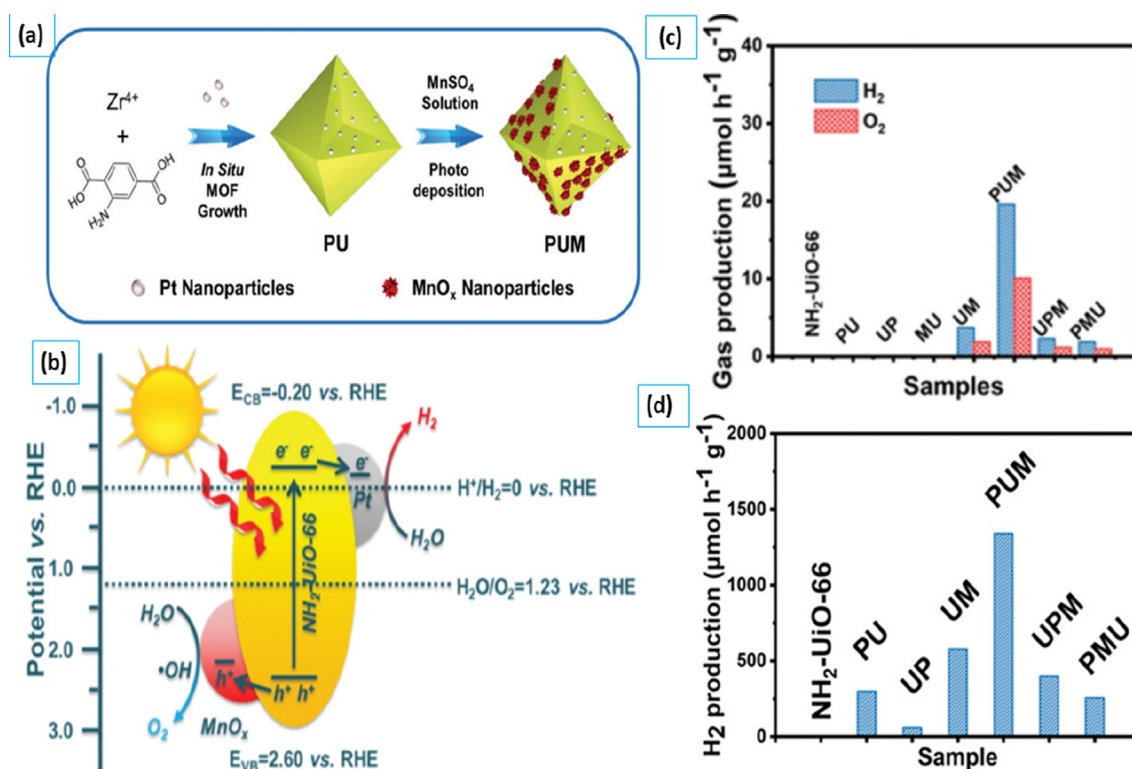 (a)
Zr⁴⁺
+
HO
O
OH
O
H₂N
In Situ
MOF
Growth
PU
MnSO₄
Solution
Photo
deposition
PUM
Pt Nanoparticles
MnOₓ Nanoparticles
(b)
Potential vs. RHE
-1.0
0.0
1.0
2.0
3.0
E_CB=-0.20 vs. RHE
e⁻ e⁻
e⁻
Pt
H₂
H⁺/H₂=0 vs. RHE
H₂O
NH₂-UiO-66
H₂O/O₂=1.23 vs. RHE
H₂O
·OH
O₂
h⁺
h⁺ h⁺
MnOₓ
E_VB=2.60 vs. RHE
(c)
Gas production (μmol h⁻¹ g⁻¹)
40
30
20
10
0
H₂
O₂
NH₂-UiO-66
PU
UP
MU
UM
PUM
UPM
PMU
Samples
(d)
H2 production (μmol h⁻¹ g⁻¹)
2000
1500
1000
500
0
NH₂-UiO-66
PU
UP
UM
PUM
UPM
PMU
Sample